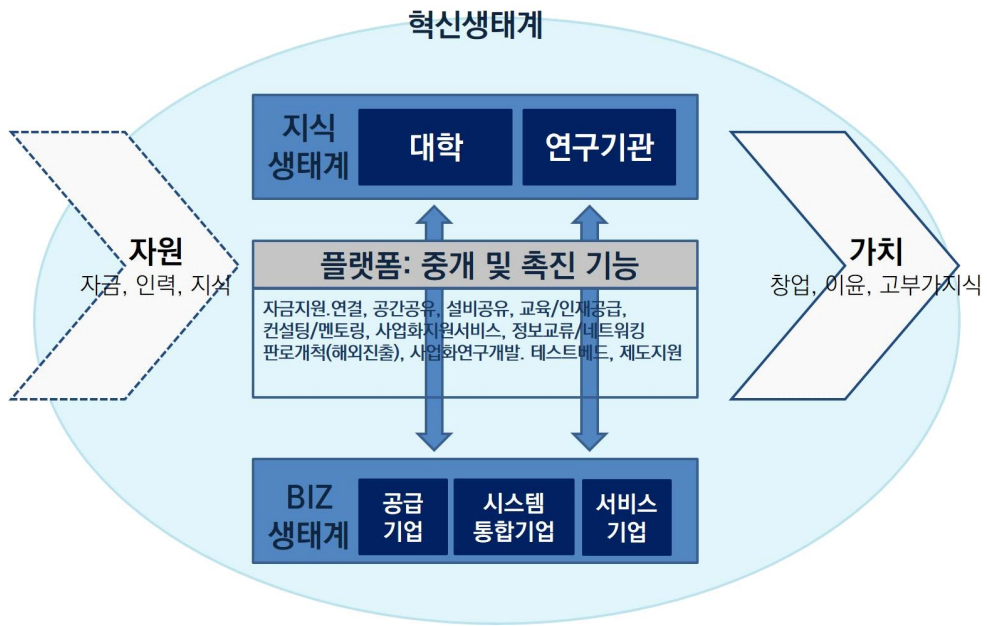 혁신생태계
지식
생태계
대학
연구기관
자원
자금, 인력, 지식
플랫폼: 중개 및 촉진 기능
자금지원.연결, 공간공유, 설비공유, 교육/인재공급,
컨설팅/멘토링, 사업화지원서비스, 정보교류/네트워킹
판로개척(해외진출), 사업화연구개발. 테스트베드, 제도지원
가치
창업, 이윤, 고부가지식
BIZ
생태계
공급
기업
시스템
통합기업
서비스
기업